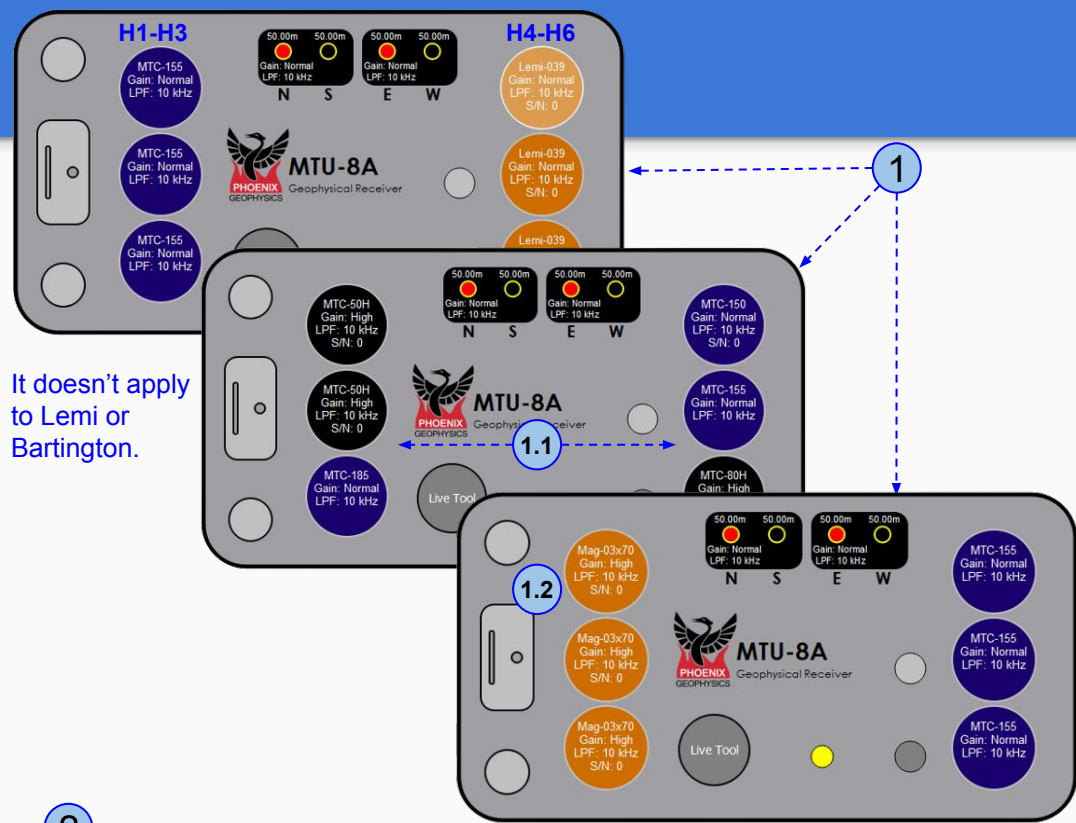 H1-H3
H4-H6
MTC-155
Gain: Normal
LPF: 10 kHz
50.00m 50.00m
Gain: Normal
LPF: 10 kHz
N S
50.00m 50.00m
Gain: Normal
LPF: 10 kHz
E W
Lemi-039
Gain: Normal
LPF: 10 kHz
S/N: 0
MTC-155
Gain: Normal
LPF: 10 kHz
PHOENIX
GEOPHYSICS
MTU-8A
Geophysical Receiver
Lemi-039
Gain: Normal
LPF: 10 kHz
S/N: 0
1
MTC-155
Gain: Normal
LPF: 10 kHz
Lemi-039
MTC-50H
Gain: High
LPF: 10 kHz
S/N: 0
50.00m 50.00m
Gain: Normal
LPF: 10 kHz
N S
50.00m 50.00m
Gain: Normal
LPF: 10 kHz
E W
MTC-150
Gain: Normal
LPF: 10 kHz
S/N: 0
It doesn't apply
to Lemi or
Bartington.
MTC-50H
Gain: High
LPF: 10 kHz
S/N: 0
PHOENIX
GEOPHYSICS
MTU-8A
Geophysical Receiver
1.1
MTC-155
Gain: Normal
LPF: 10 kHz
MTC-185
Gain: Normal
LPF: 10 kHz
Live Tool
MTC-80H
Gain: High
1.2
Mag-03x70
Gain: High
LPF: 10 kHz
S/N: 0
50.00m 50.00m
Gain: Normal
LPF: 10 kHz
N S
50.00m 50.00m
Gain: Normal
LPF: 10 kHz
E W
MTC-155
Gain: Normal
LPF: 10 kHz
Mag-03x70
Gain: High
LPF: 10 kHz
S/N: 0
PHOENIX
GEOPHYSICS
MTU-8A
Geophysical Receiver
MTC-155
Gain: Normal
LPF: 10 kHz
Mag-03x70
Gain: High
LPF: 10 kHz
S/N: 0
Live Tool
MTC-155
Gain: Normal
LPF: 10 kHz